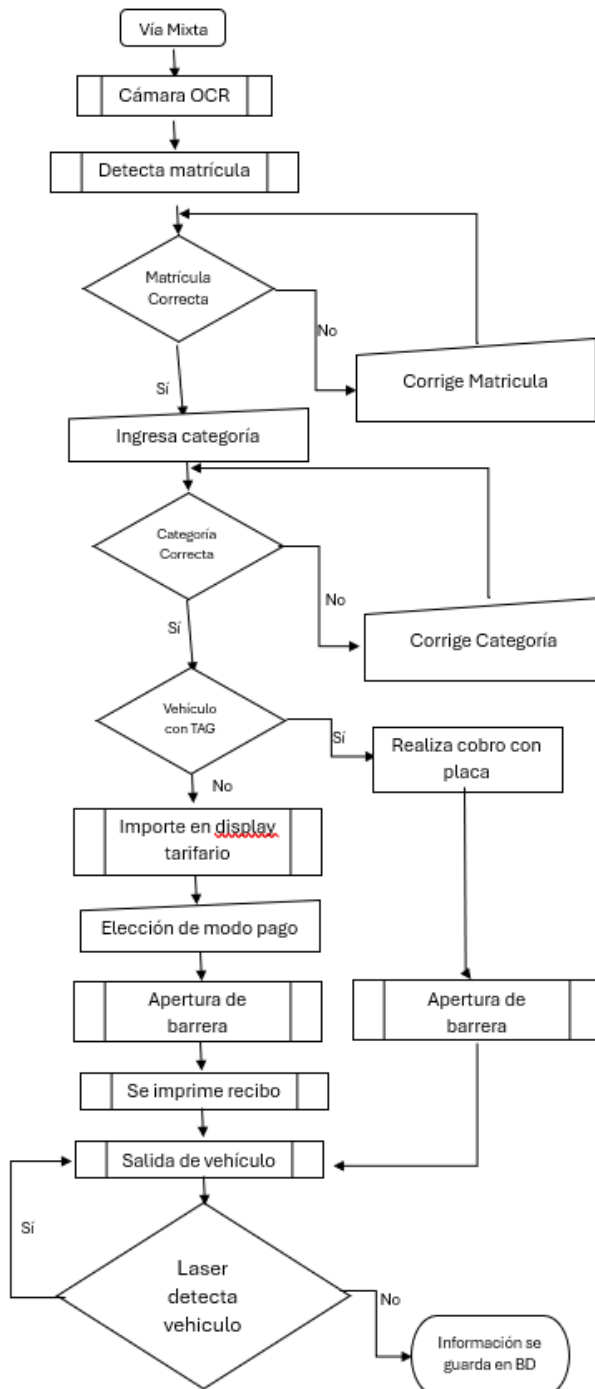 Vía Mixta
Cámara OCR
Detecta matrícula
Matrícula
Correcta
No
Corrige Matricula
Sí
Ingresa categoría
Categoría
Correcta
No
Corrige Categoría
Sí
Vehículo
con TAG
Sí
Realiza cobro con
placa
No
Importe en display
tarifario
Elección de modo pago
Apertura de
barrera
Apertura de
barrera
Se imprime recibo
Salida de vehículo
Sí
Laser
detecta
vehiculo
No
Información se
guarda en BD